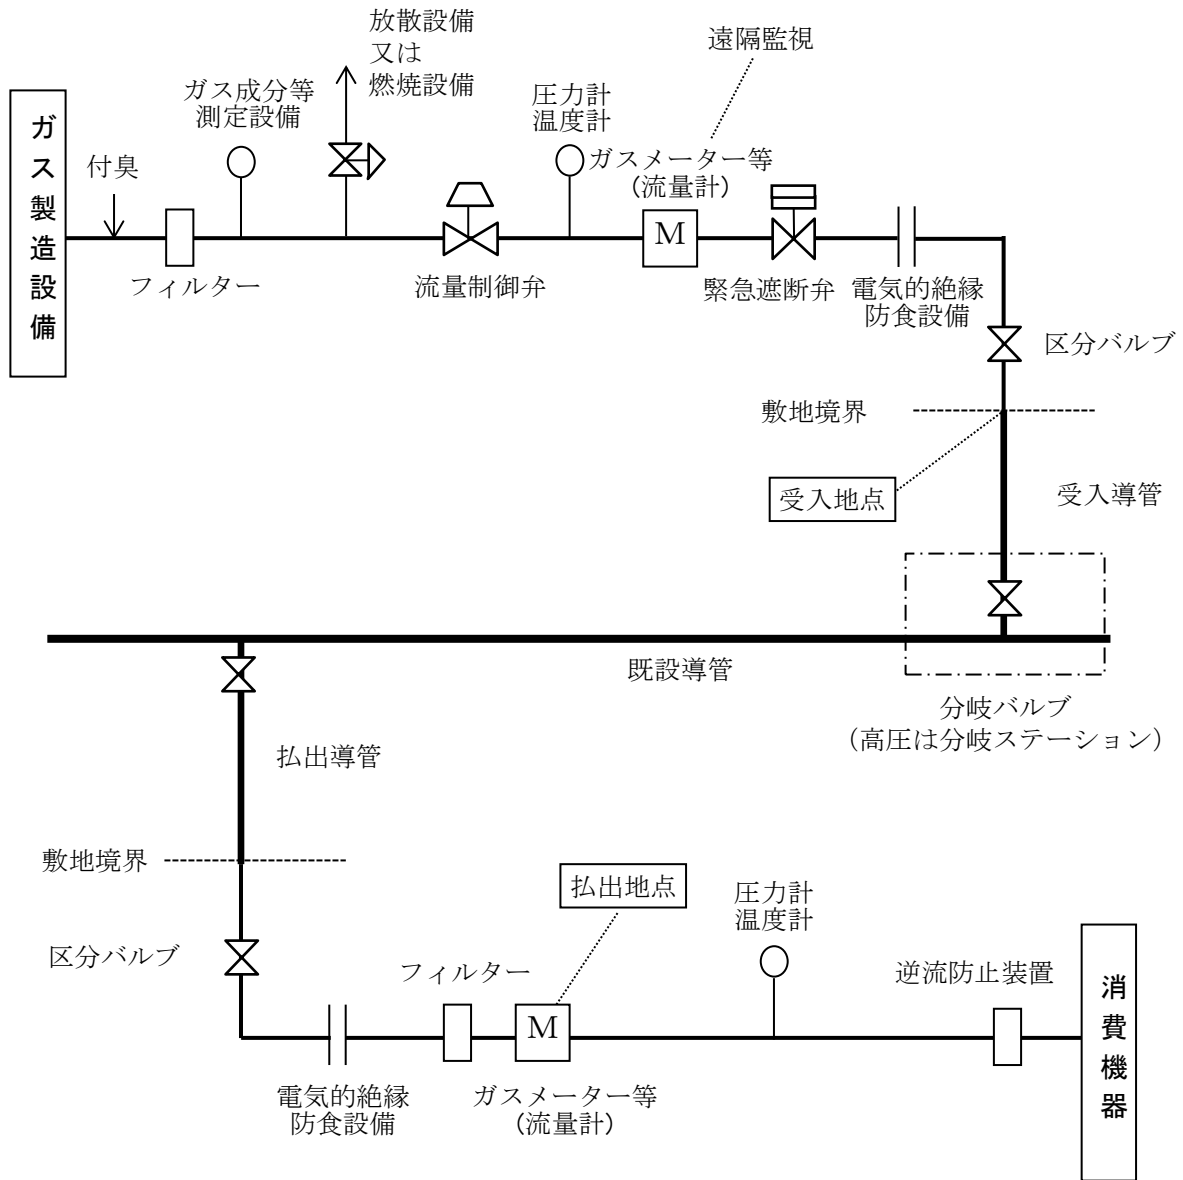 放散設備
又は
燃焼設備
遠隔監視
ガス成分等
測定設備
圧力計
温度計
ガス製造設備
付臭
ガスメーター等
(流量計)
M
フィルター
流量制御弁
緊急遮断弁
電気的絶縁
防食設備
区分バルブ
敷地境界
受入地点
受入導管
既設導管
分岐バルブ
（高圧は分岐ステーション）
払出導管
敷地境界
払出地点
圧力計
温度計
区分バルブ
フィルター
逆流防止装置
消費機器
M
電気的絶縁
防食設備
ガスメーター等
(流量計)